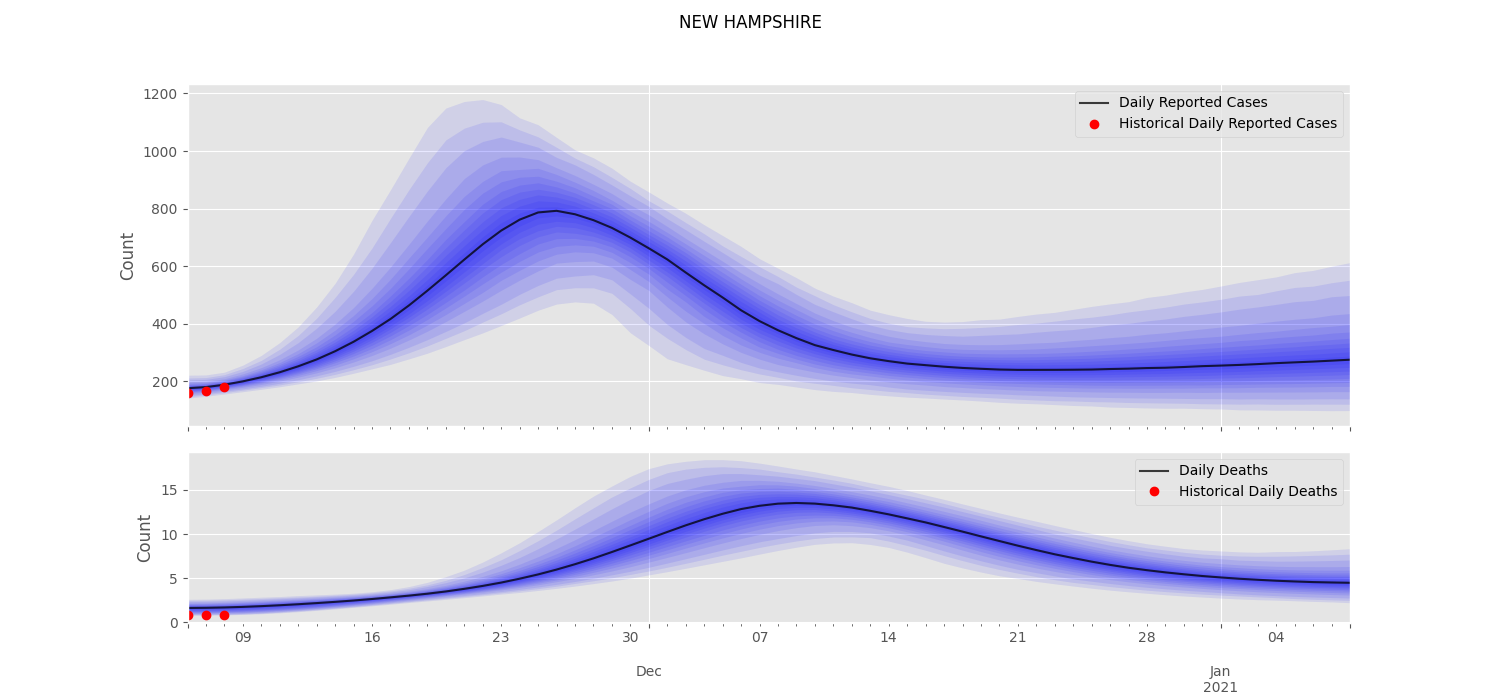 NEW HAMPSHIRE
1200
1000
800
600
400
200
Count
Daily Reported Cases
Historical Daily Reported Cases
15
10
5
0
Count
Daily Deaths
Historical Daily Deaths
09 16 23 30 07 14 21 28 04
Dec Jan
2021